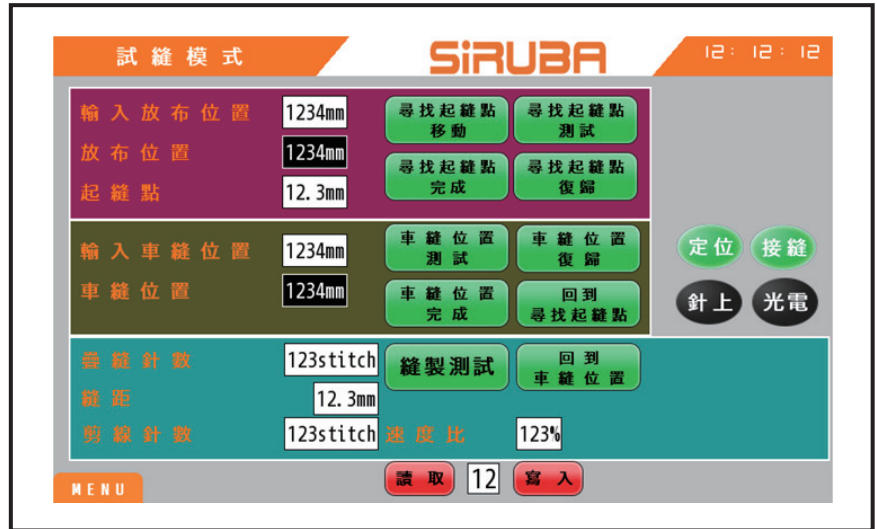 試縫模式 SiRUBA 12:12:12
輸入放布位置 1234mm 尋找起縫點移動 尋找起縫點測試
放布位置 1234mm
起縫點 12.3mm 尋找起縫點完成 尋找起縫點復歸
輸入車縫位置 1234mm 車縫位置測試 車縫位置復歸
車縫位置 1234mm 車縫位置完成 回到尋找起縫點
定位 接縫
針上 光電
疊縫針數 123stitch 縫製測試 回到車縫位置
縫距 12.3mm
剪線針數 123stitch 速度比 123%
MENU 讀取 12 寫入